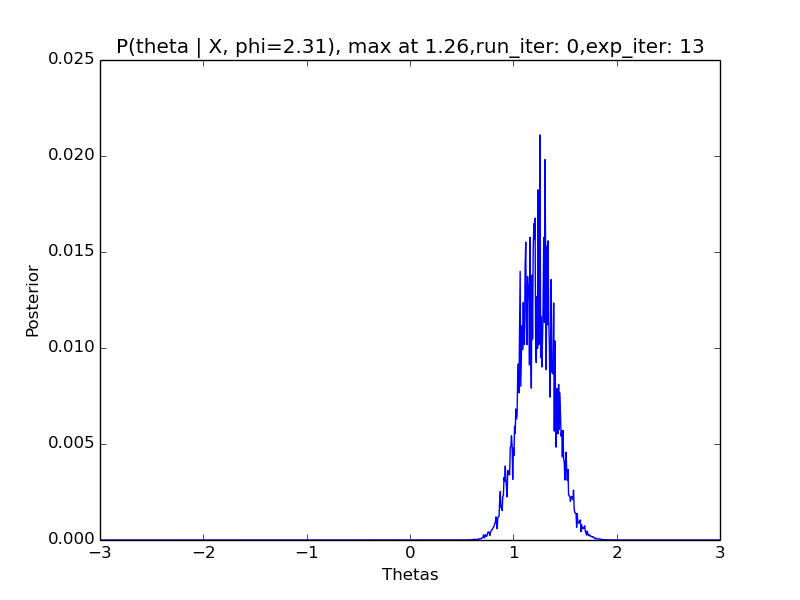 P(theta | X, phi=2.31), max at 1.26,run_iter: 0,exp_iter: 13
0.025
0.020
0.015
0.010
0.005
0.000
Posterior
−3 −2 −1 0 1 2 3
Thetas